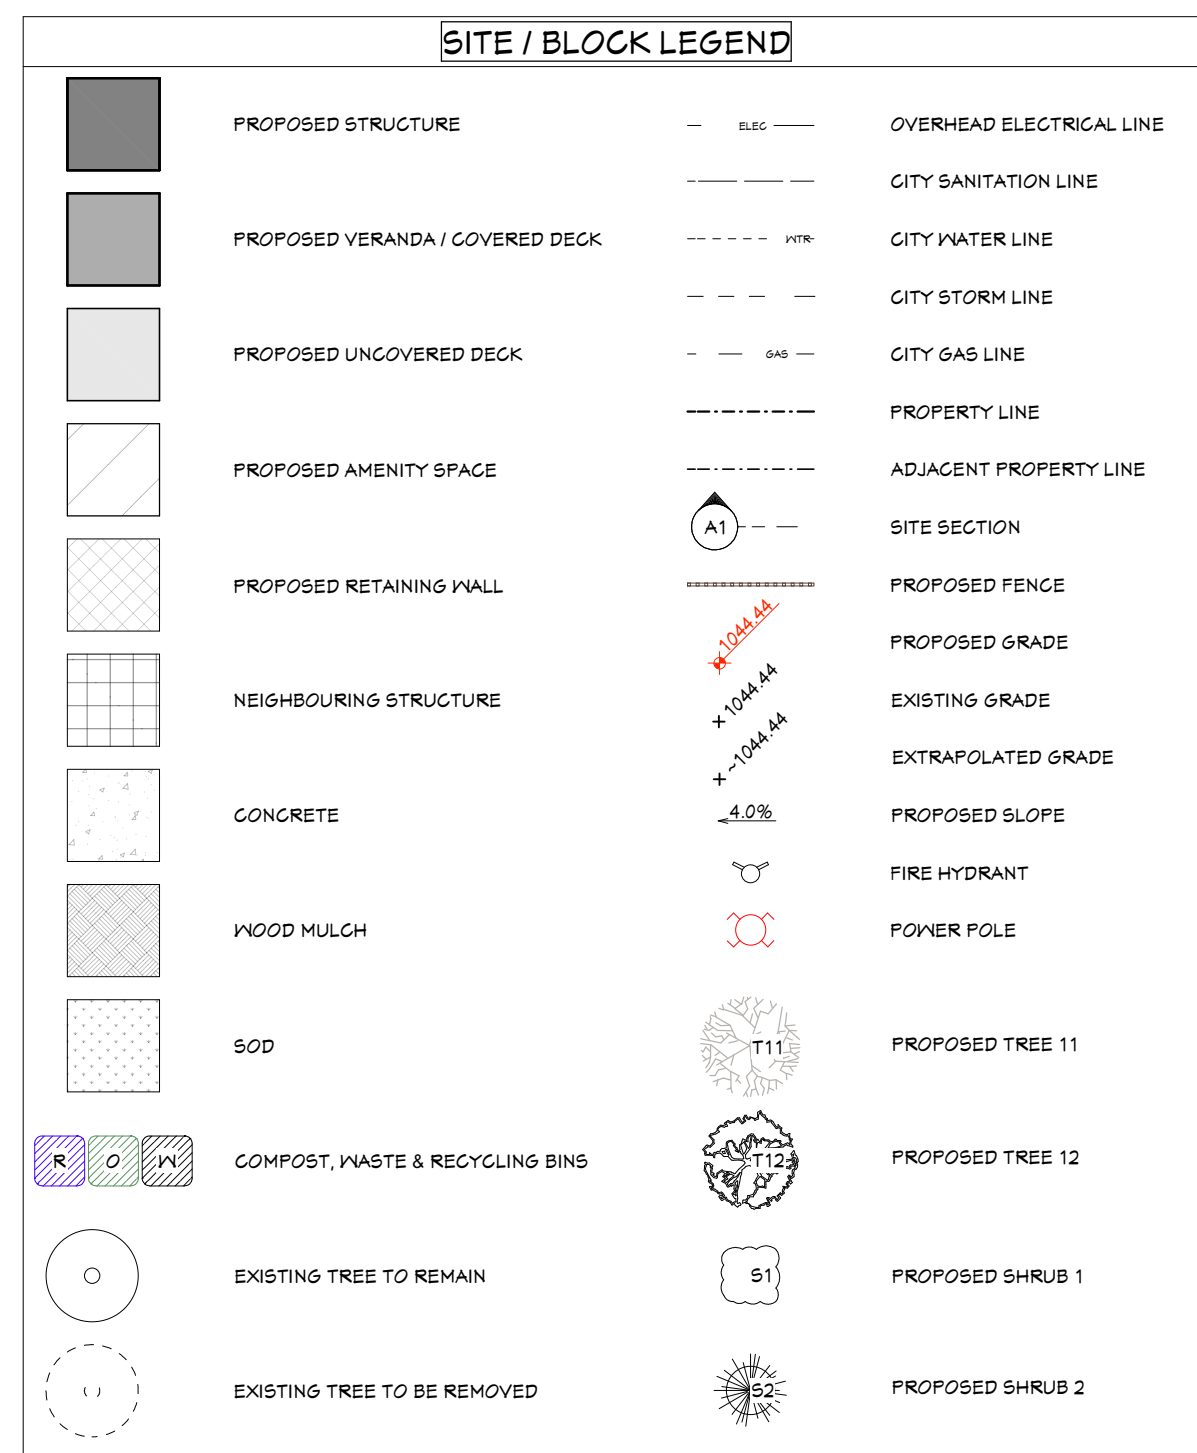 SITE / BLOCK LEGEND
PROPOSED STRUCTURE
PROPOSED VERANDA / COVERED DECK
PROPOSED UNCOVERED DECK
PROPOSED AMENITY SPACE
PROPOSED RETAINING WALL
NEIGHBOURING STRUCTURE
CONCRETE
WOOD MULCH
SOD
R O W COMPOST, WASTE & RECYCLING BINS
EXISTING TREE TO REMAIN
EXISTING TREE TO BE REMOVED
ELEC OVERHEAD ELECTRICAL LINE
CITY SANITATION LINE
WTR CITY WATER LINE
CITY STORM LINE
GAS CITY GAS LINE
PROPERTY LINE
ADJACENT PROPERTY LINE
A1 SITE SECTION
PROPOSED FENCE
1044.44 PROPOSED GRADE
1044.44 EXISTING GRADE
~1044.44 EXTRAPOLATED GRADE
4.0% PROPOSED SLOPE
FIRE HYDRANT
POWER POLE
T11 PROPOSED TREE 11
T12 PROPOSED TREE 12
S1 PROPOSED SHRUB 1
S2 PROPOSED SHRUB 2